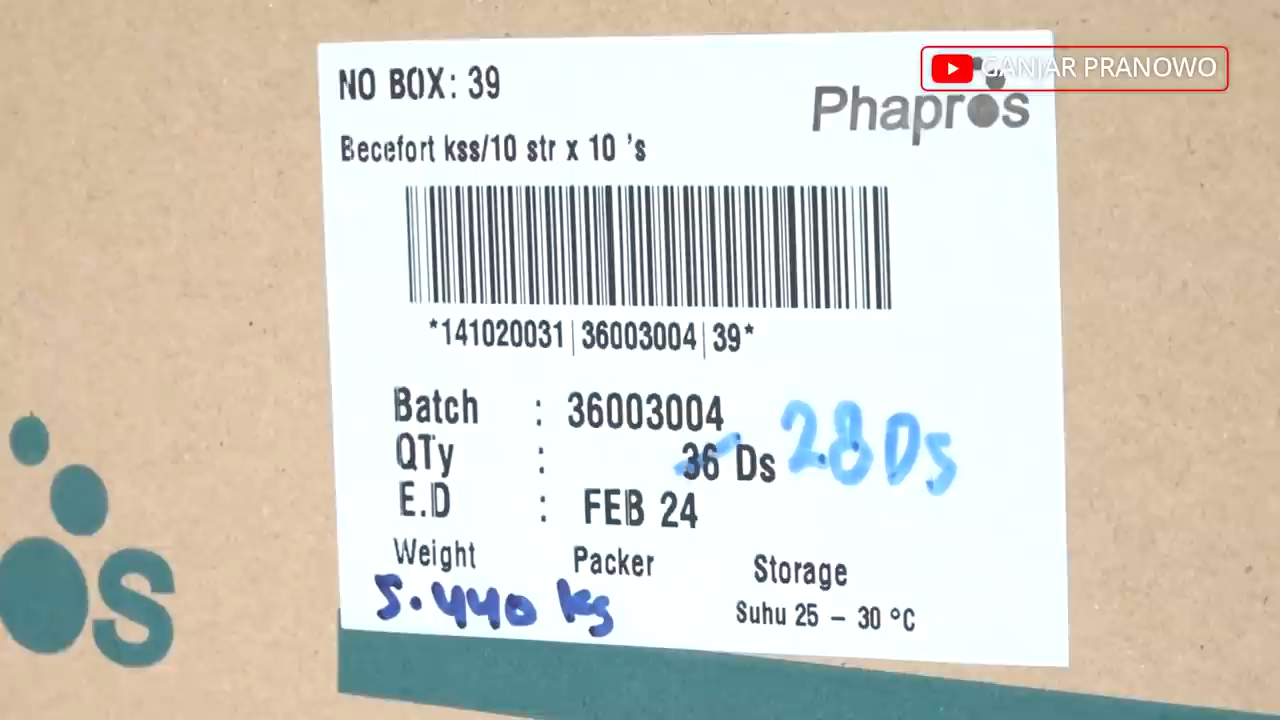 NO BOX: 39
GANJAR PRANOWO
Phapros
Becefort kss/10 str x 10 's
*141020031|36003004|39*
Batch : 36003004
QTy : 36 Ds 28 Ds
E.D : FEB 24
Weight Packer Storage
5.440 kg Suhu 25 – 30 °C
os